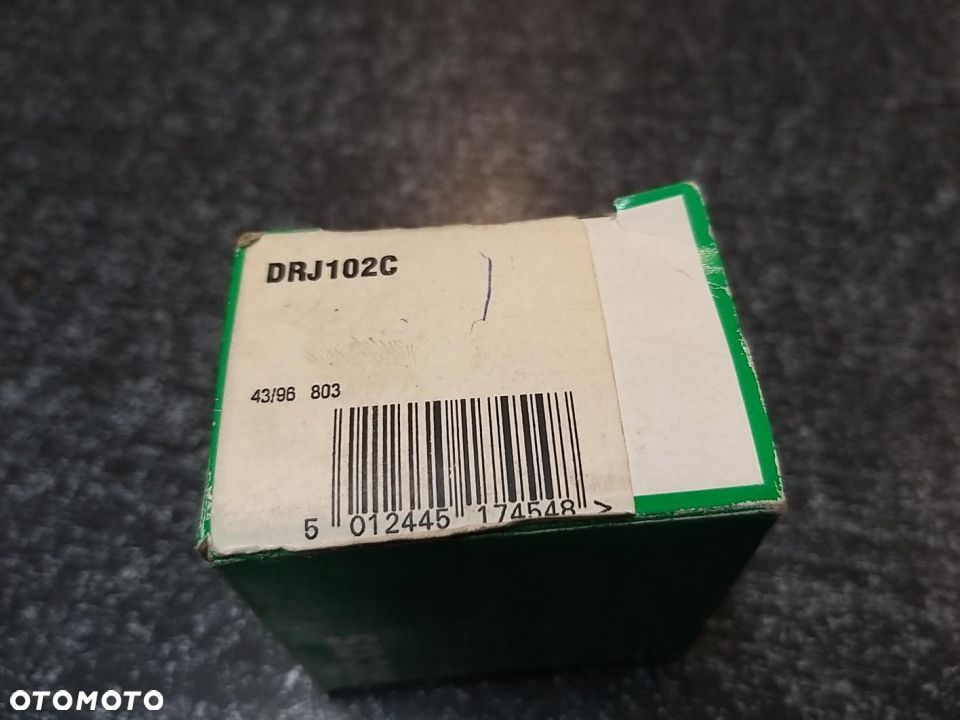 DRJ102C
43/96 803
5 012445 174548 >
OTOMOTO